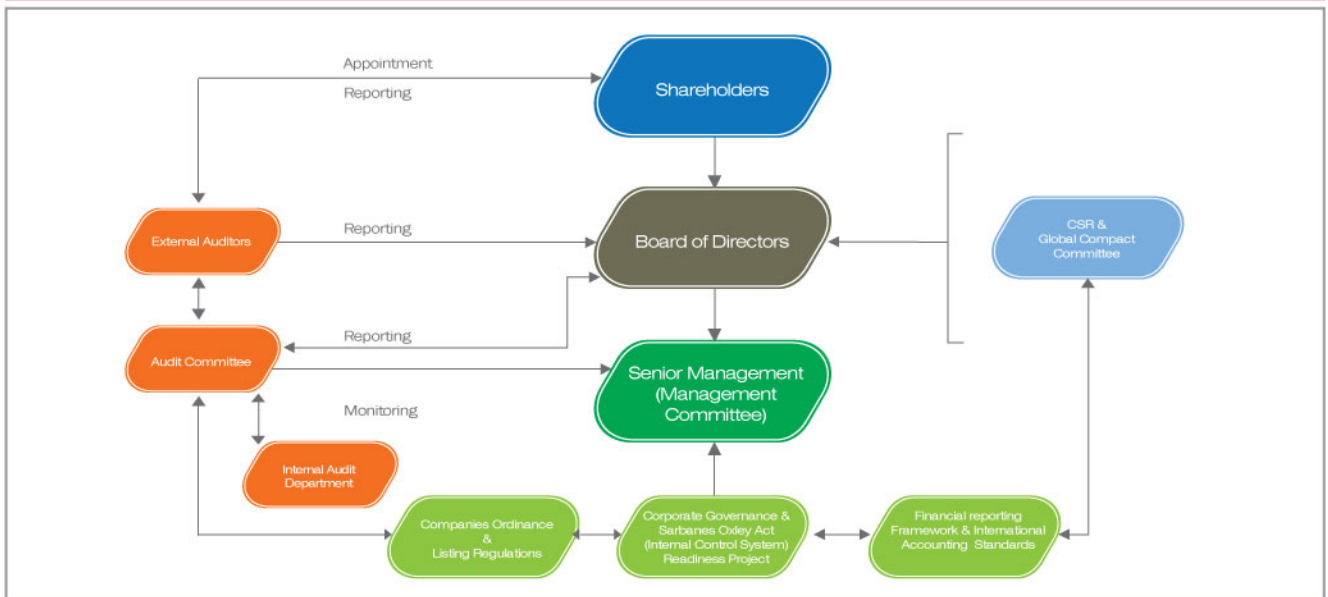 Appointment
Shareholders
Reporting
External Auditors
Reporting
Board of Directors
CSR &
Global Compact
Committee
Reporting
Audit Committee
Senior Management
(Management
Committee)
Monitoring
Internal Audit
Department
Companies Ordinance
&
Listing Regulations
Corporate Governance &
Sarbanes Oxley Act
(Internal Control System)
Readiness Project
Financial reporting
Framework & International
Accounting Standards